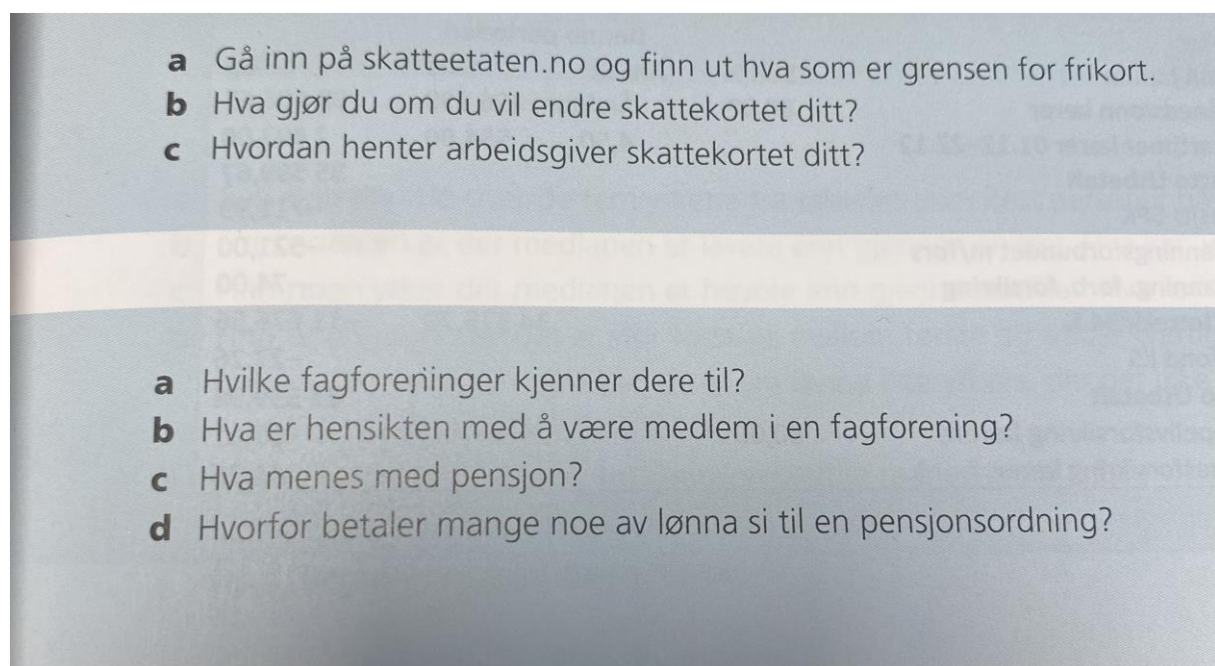 a Gå inn på skatteetaten.no og finn ut hva som er grensen for frikort.
b Hva gjør du om du vil endre skattekortet ditt?
c Hvordan henter arbeidsgiver skattekortet ditt?
a Hvilke fagforeninger kjenner dere til?
b Hva er hensikten med å være medlem i en fagforening?
c Hva menes med pensjon?
d Hvorfor betaler mange noe av lønna si til en pensjonsordning?